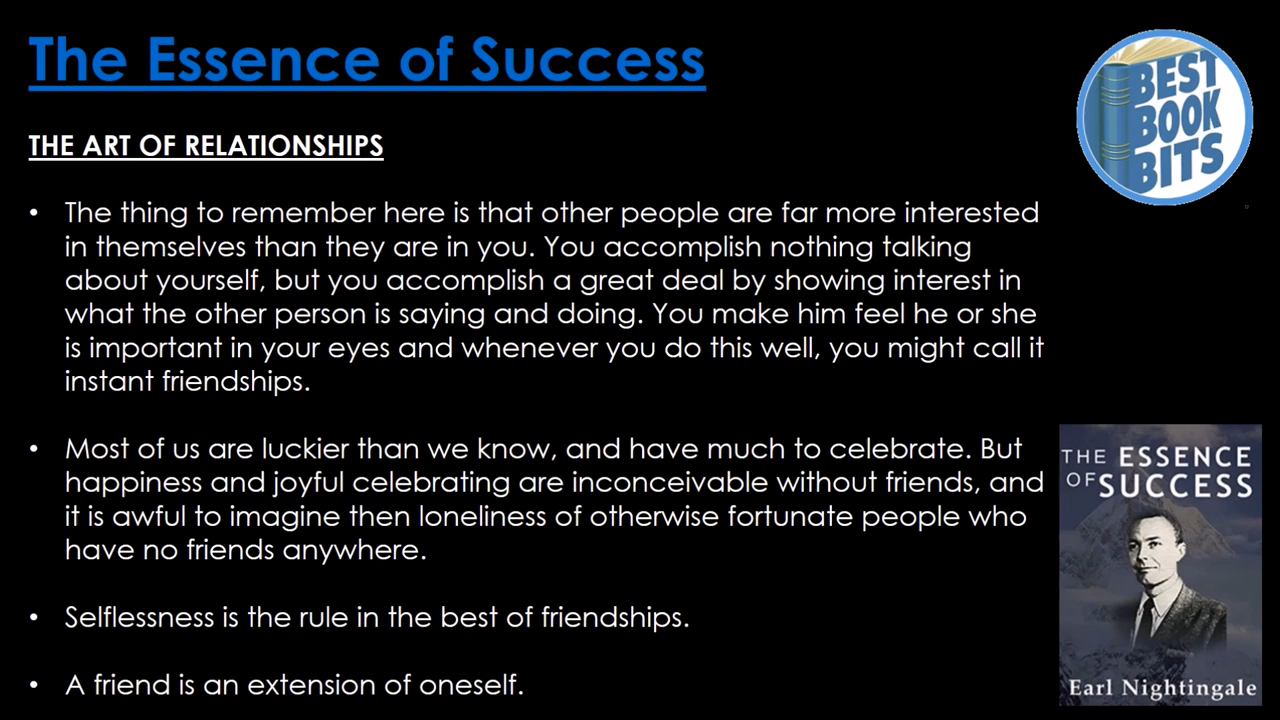 The Essence of Success
BEST
BOOK
BITS
THE ART OF RELATIONSHIPS
• The thing to remember here is that other people are far more interested
in themselves than they are in you. You accomplish nothing talking
about yourself, but you accomplish a great deal by showing interest in
what the other person is saying and doing. You make him feel he or she
is important in your eyes and whenever you do this well, you might call it
instant friendships.
• Most of us are luckier than we know, and have much to celebrate. But
happiness and joyful celebrating are inconceivable without friends, and
it is awful to imagine then loneliness of otherwise fortunate people who
have no friends anywhere.
• Selflessness is the rule in the best of friendships.
• A friend is an extension of oneself.
THE ESSENCE
OF SUCCESS
Earl Nightingale